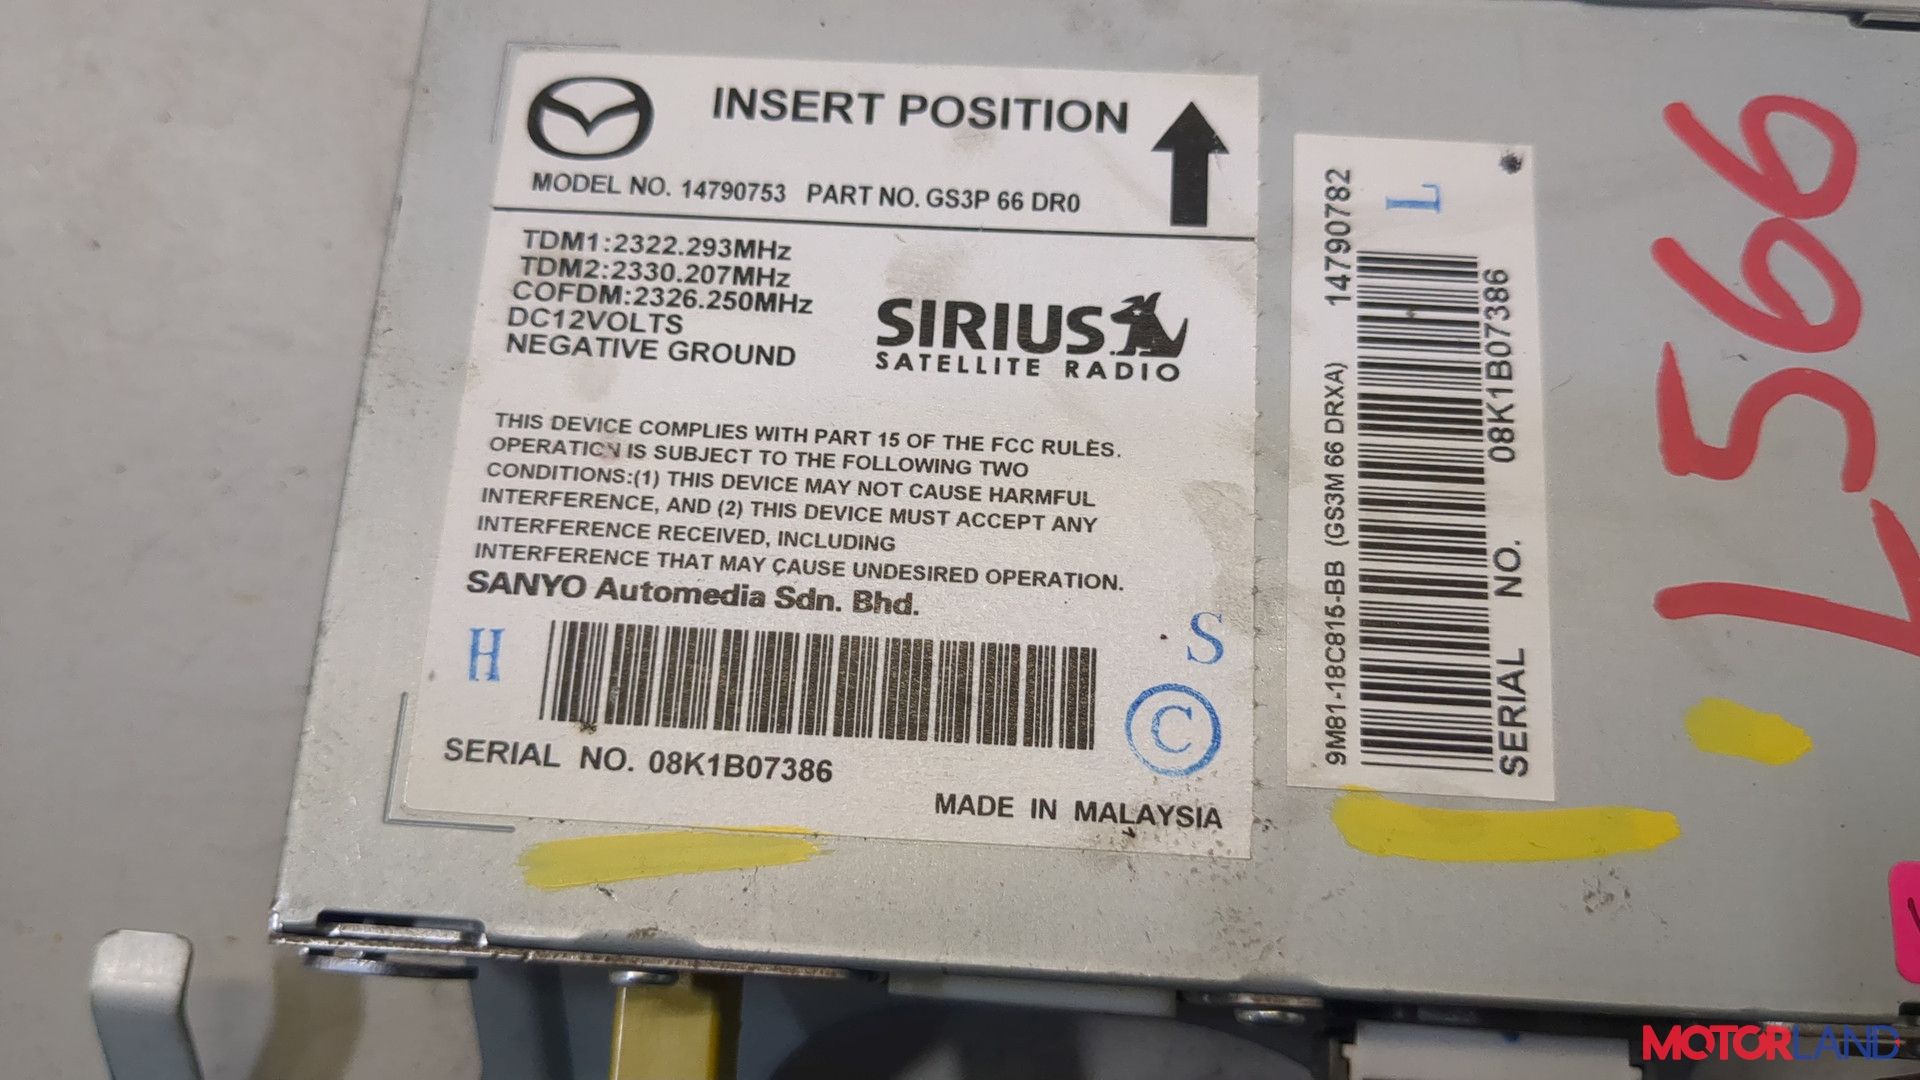 INSERT POSITION
MODEL NO. 14790753 PART NO. GS3P 66 DR0
TDM1:2322.293MHz
TDM2:2330.207MHz
COFDM:2326.250MHz
DC12VOLTS
NEGATIVE GROUND
SIRIUS
SATELLITE RADIO
THIS DEVICE COMPLIES WITH PART 15 OF THE FCC RULES.
OPERATION IS SUBJECT TO THE FOLLOWING TWO
CONDITIONS:(1) THIS DEVICE MAY NOT CAUSE HARMFUL
INTERFERENCE, AND (2) THIS DEVICE MUST ACCEPT ANY
INTERFERENCE RECEIVED, INCLUDING
INTERFERENCE THAT MAY CAUSE UNDESIRED OPERATION.
SANYO Automedia Sdn. Bhd.
H
S
C
SERIAL NO. 08K1B07386
MADE IN MALAYSIA
9M81-18C815-BB (GS3M 66 DRXA) 14790782
L
SERIAL NO. 08K1B07386
L566
MOTORLAND